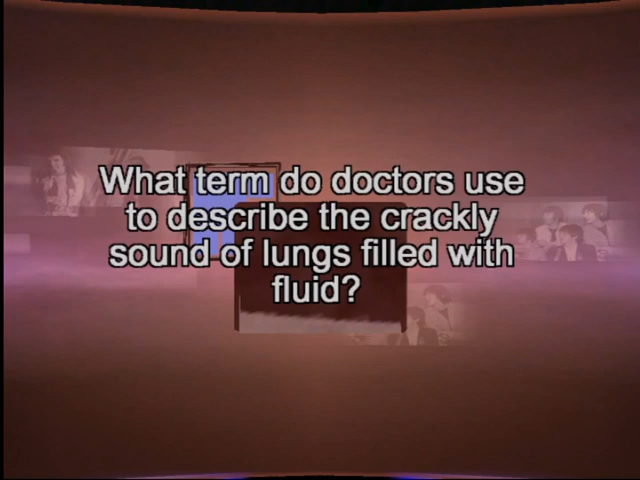 What term do doctors use
to describe the crackly
sound of lungs filled with
fluid?